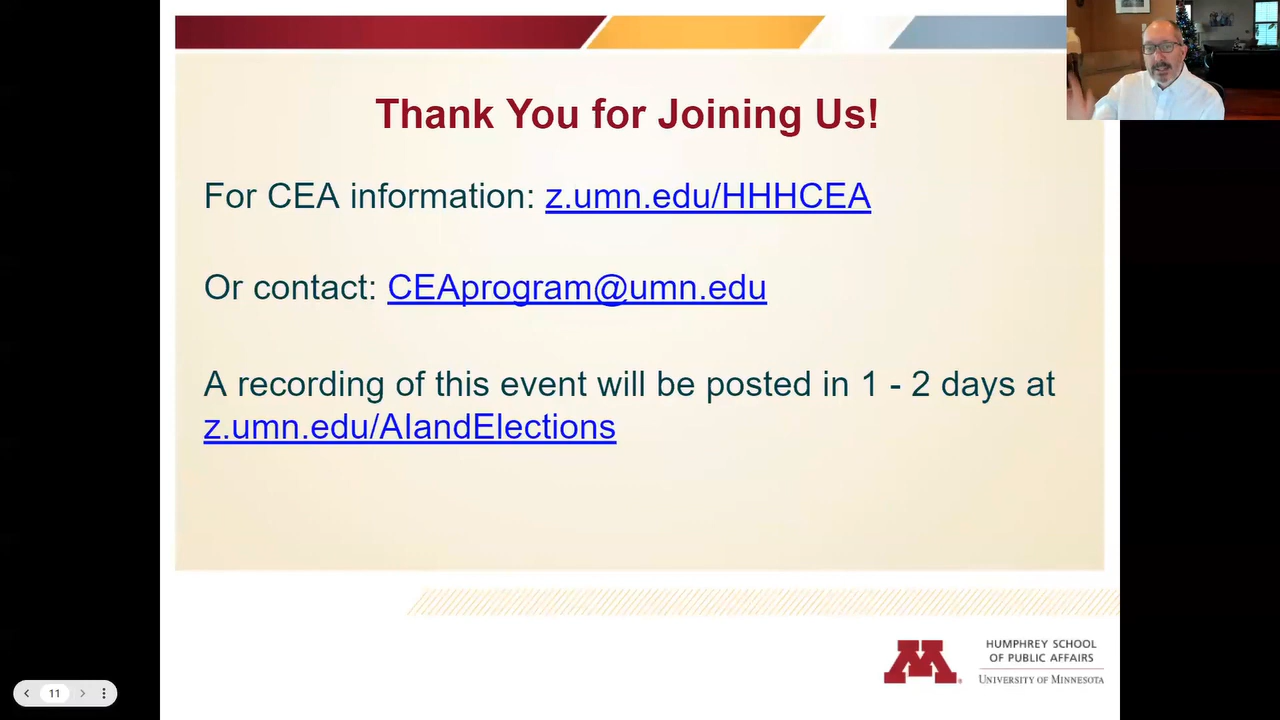 Thank You for Joining Us!
For CEA information: z.umn.edu/HHHCEA
Or contact: CEAprogram@umn.edu
A recording of this event will be posted in 1 - 2 days at
z.umn.edu/AIandElections
M
HUMPHREY SCHOOL
OF PUBLIC AFFAIRS
UNIVERSITY OF MINNESOTA
11